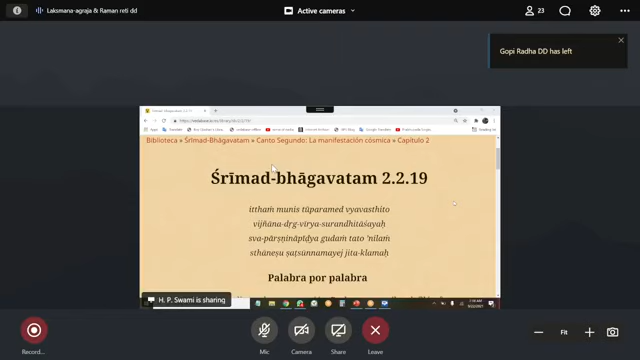 Laksmana-agraja & Raman reti dd
Active cameras
23
Gopi Radha DD has left
Biblioteca » Śrīmad-Bhāgavatam » Canto Segundo: La manifestación cósmica » Capítulo 2
Śrīmad-bhāgavatam 2.2.19
itthaṁ munis tūparamed vyavasthito
vijñāna-dṛg-vīrya-surandhitāśayaḥ
sva-pārṣṇināpīḍya gudaṁ tato 'nilaṁ
sthāneṣu ṣaṭsūnnamayej jita-klamaḥ
Palabra por palabra
H. P. Swami is sharing
Record...
Mic
Camera
Share
Leave
Fit